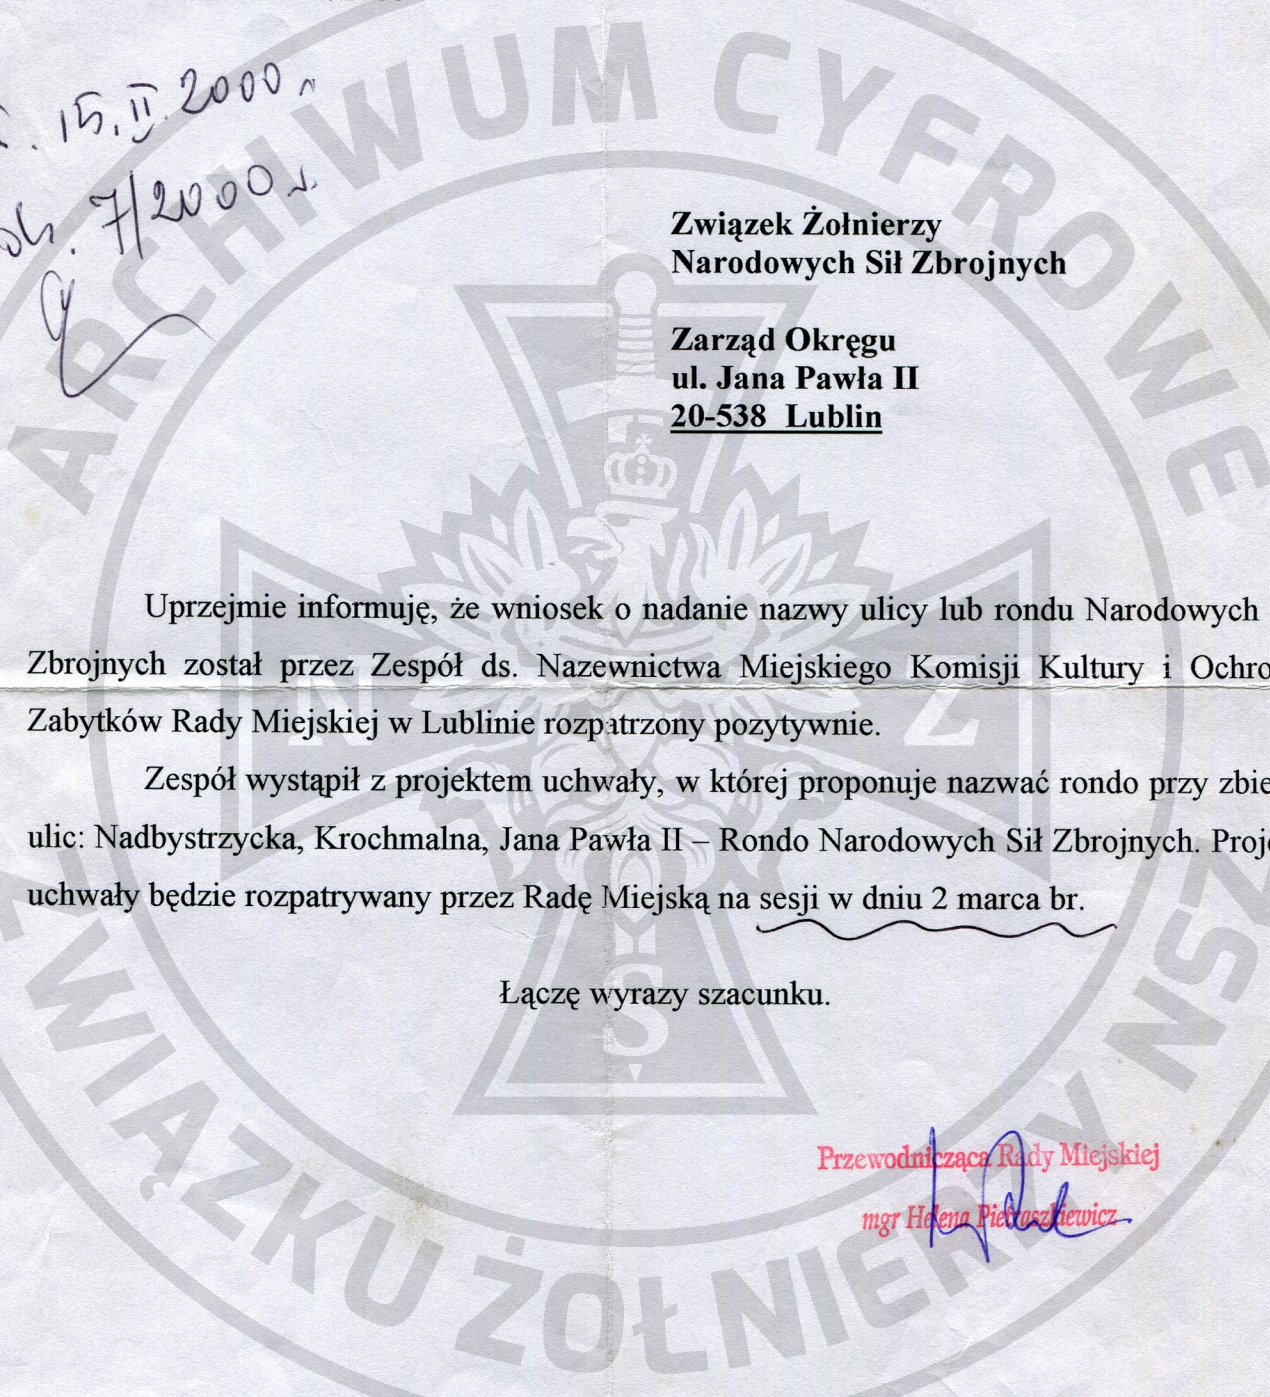 15.II.2000 r
7/2000 r.
Związek Żołnierzy
Narodowych Sił Zbrojnych
Zarząd Okręgu
ul. Jana Pawła II
20-538 Lublin
Uprzejmie informuję, że wniosek o nadanie nazwy ulicy lub rondu Narodowych
Zbrojnych został przez Zespół ds. Nazewnictwa Miejskiego Komisji Kultury i Ochro
Zabytków Rady Miejskiej w Lublinie rozpatrzony pozytywnie.
Zespół wystąpił z projektem uchwały, w której proponuje nazwać rondo przy zbie
ulic: Nadbystrzycka, Krochmalna, Jana Pawła II – Rondo Narodowych Sił Zbrojnych. Proj
uchwały będzie rozpatrywany przez Radę Miejską na sesji w dniu 2 marca br.
Łączę wyrazy szacunku.
Przewodnicząca Rady Miejskiej
mgr Helena Pietraszkiewicz
ARCHIWUM CYFROWE
ZWIĄZKU ŻOŁNIERZY NSZ
N Z
S